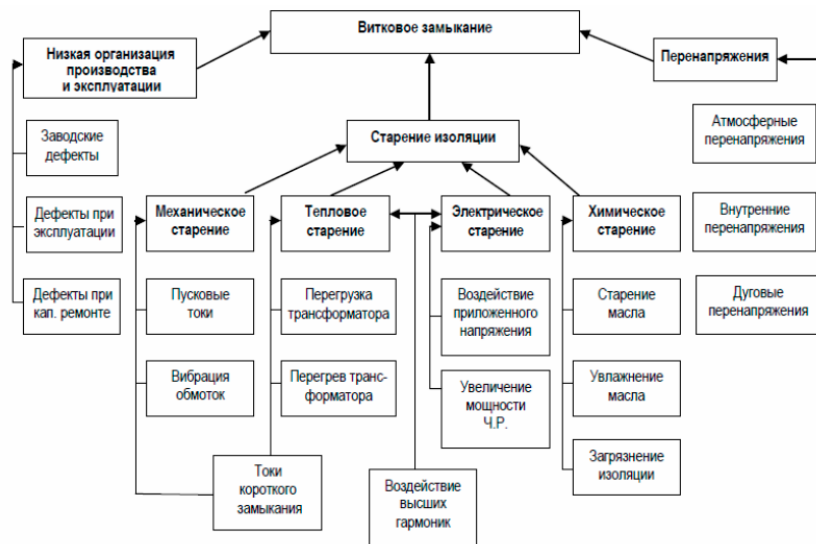 Витковое замыкание
Низкая организация
производства
и эксплуатации
Перенапряжения
Заводские
дефекты
Старение изоляции
Атмосферные
перенапряжения
Дефекты при
эксплуатации
Механическое
старение
Тепловое
старение
Электрическое
старение
Химическое
старение
Внутренние
перенапряжения
Дефекты при
кап. ремонте
Пусковые
токи
Перегрузка
трансформатора
Воздействие
приложенного
напряжения
Старение
масла
Дуговые
перенапряжения
Вибрация
обмоток
Перегрев транс-
форматора
Увеличение
мощности
Ч.Р.
Увлажнение
масла
Токи
короткого
замыкания
Воздействие
высших
гармоник
Загрязнение
изоляции